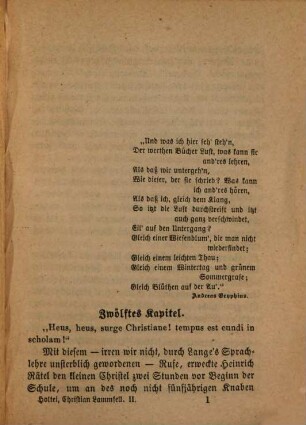 „Und was ich hier seh' steh'n,
Der werthen Bücher Lust, was kann sie
and'res lehren,
Als daß wir untergeh'n,
Wie dieser, der sie schrieb? Was kann
ich and'res hören,
Als daß ich, gleich dem Klang,
So itzt die Luft durchstreift und itzt
auch ganz verschwindet,
Eil' auf den Untergang?
Gleich einer Wiesenblum', die man nicht
wiederfindet;
Gleich einem leichten Thau;
Gleich einem Wintertag und grünem
Sommergrase;
Gleich Blüthen auf der Au'.“
Andreas Gryphius.
Zwölftes Kapitel.
„Heus, heus, surge Christiane! tempus est eundi in
scholam!“
Mit diesem — irren wir nicht, durch Lange's Sprach-
lehre unsterblich gewordenen — Rufe, erweckte Heinrich
Rätel den kleinen Christel zwei Stunden vor Beginn der
Schule, um an des noch nicht fünfjährigen Knaben
Holtei, Christian Lammfell. II. 1